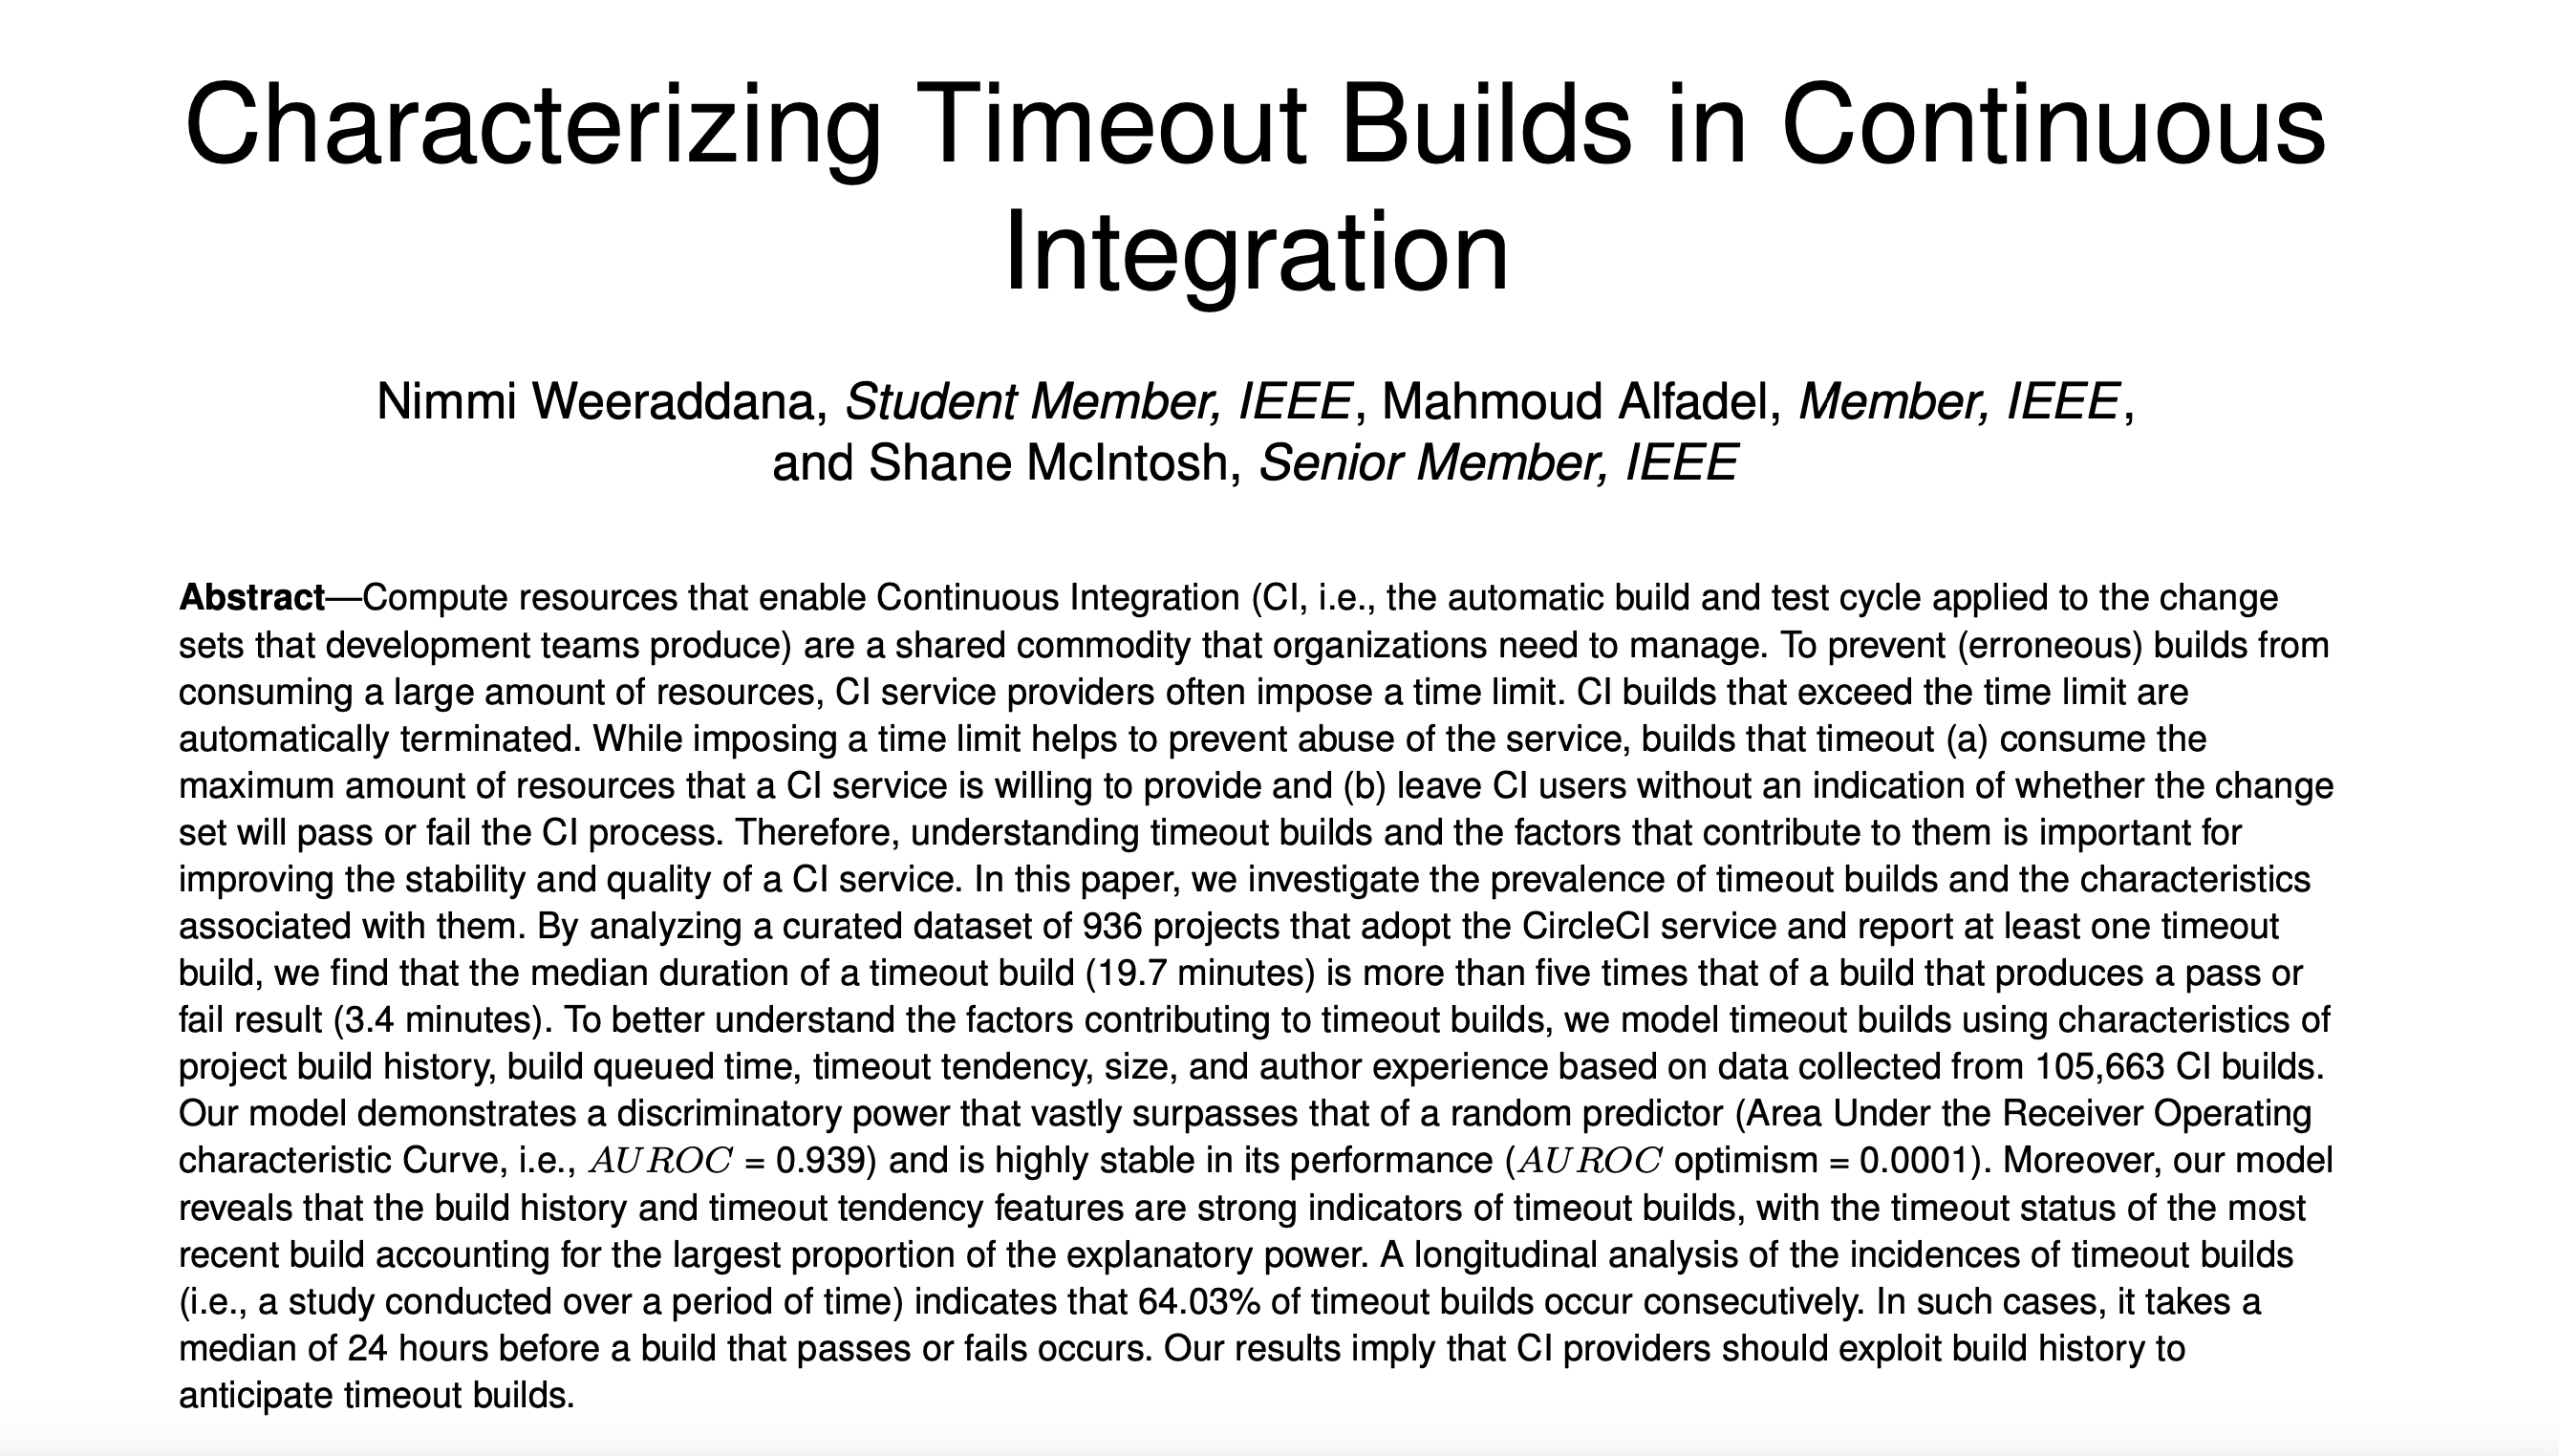 Characterizing Timeout Builds in Continuous
Integration
Nimmi Weeraddana, Student Member, IEEE, Mahmoud Alfadel, Member, IEEE,
and Shane McIntosh, Senior Member, IEEE
Abstract—Compute resources that enable Continuous Integration (CI, i.e., the automatic build and test cycle applied to the change
sets that development teams produce) are a shared commodity that organizations need to manage. To prevent (erroneous) builds from
consuming a large amount of resources, CI service providers often impose a time limit. CI builds that exceed the time limit are
automatically terminated. While imposing a time limit helps to prevent abuse of the service, builds that timeout (a) consume the
maximum amount of resources that a CI service is willing to provide and (b) leave CI users without an indication of whether the change
set will pass or fail the CI process. Therefore, understanding timeout builds and the factors that contribute to them is important for
improving the stability and quality of a CI service. In this paper, we investigate the prevalence of timeout builds and the characteristics
associated with them. By analyzing a curated dataset of 936 projects that adopt the CircleCI service and report at least one timeout
build, we find that the median duration of a timeout build (19.7 minutes) is more than five times that of a build that produces a pass or
fail result (3.4 minutes). To better understand the factors contributing to timeout builds, we model timeout builds using characteristics of
project build history, build queued time, timeout tendency, size, and author experience based on data collected from 105,663 CI builds.
Our model demonstrates a discriminatory power that vastly surpasses that of a random predictor (Area Under the Receiver Operating
characteristic Curve, i.e., AUROC = 0.939) and is highly stable in its performance (AUROC optimism = 0.0001). Moreover, our model
reveals that the build history and timeout tendency features are strong indicators of timeout builds, with the timeout status of the most
recent build accounting for the largest proportion of the explanatory power. A longitudinal analysis of the incidences of timeout builds
(i.e., a study conducted over a period of time) indicates that 64.03% of timeout builds occur consecutively. In such cases, it takes a
median of 24 hours before a build that passes or fails occurs. Our results imply that CI providers should exploit build history to
anticipate timeout builds.